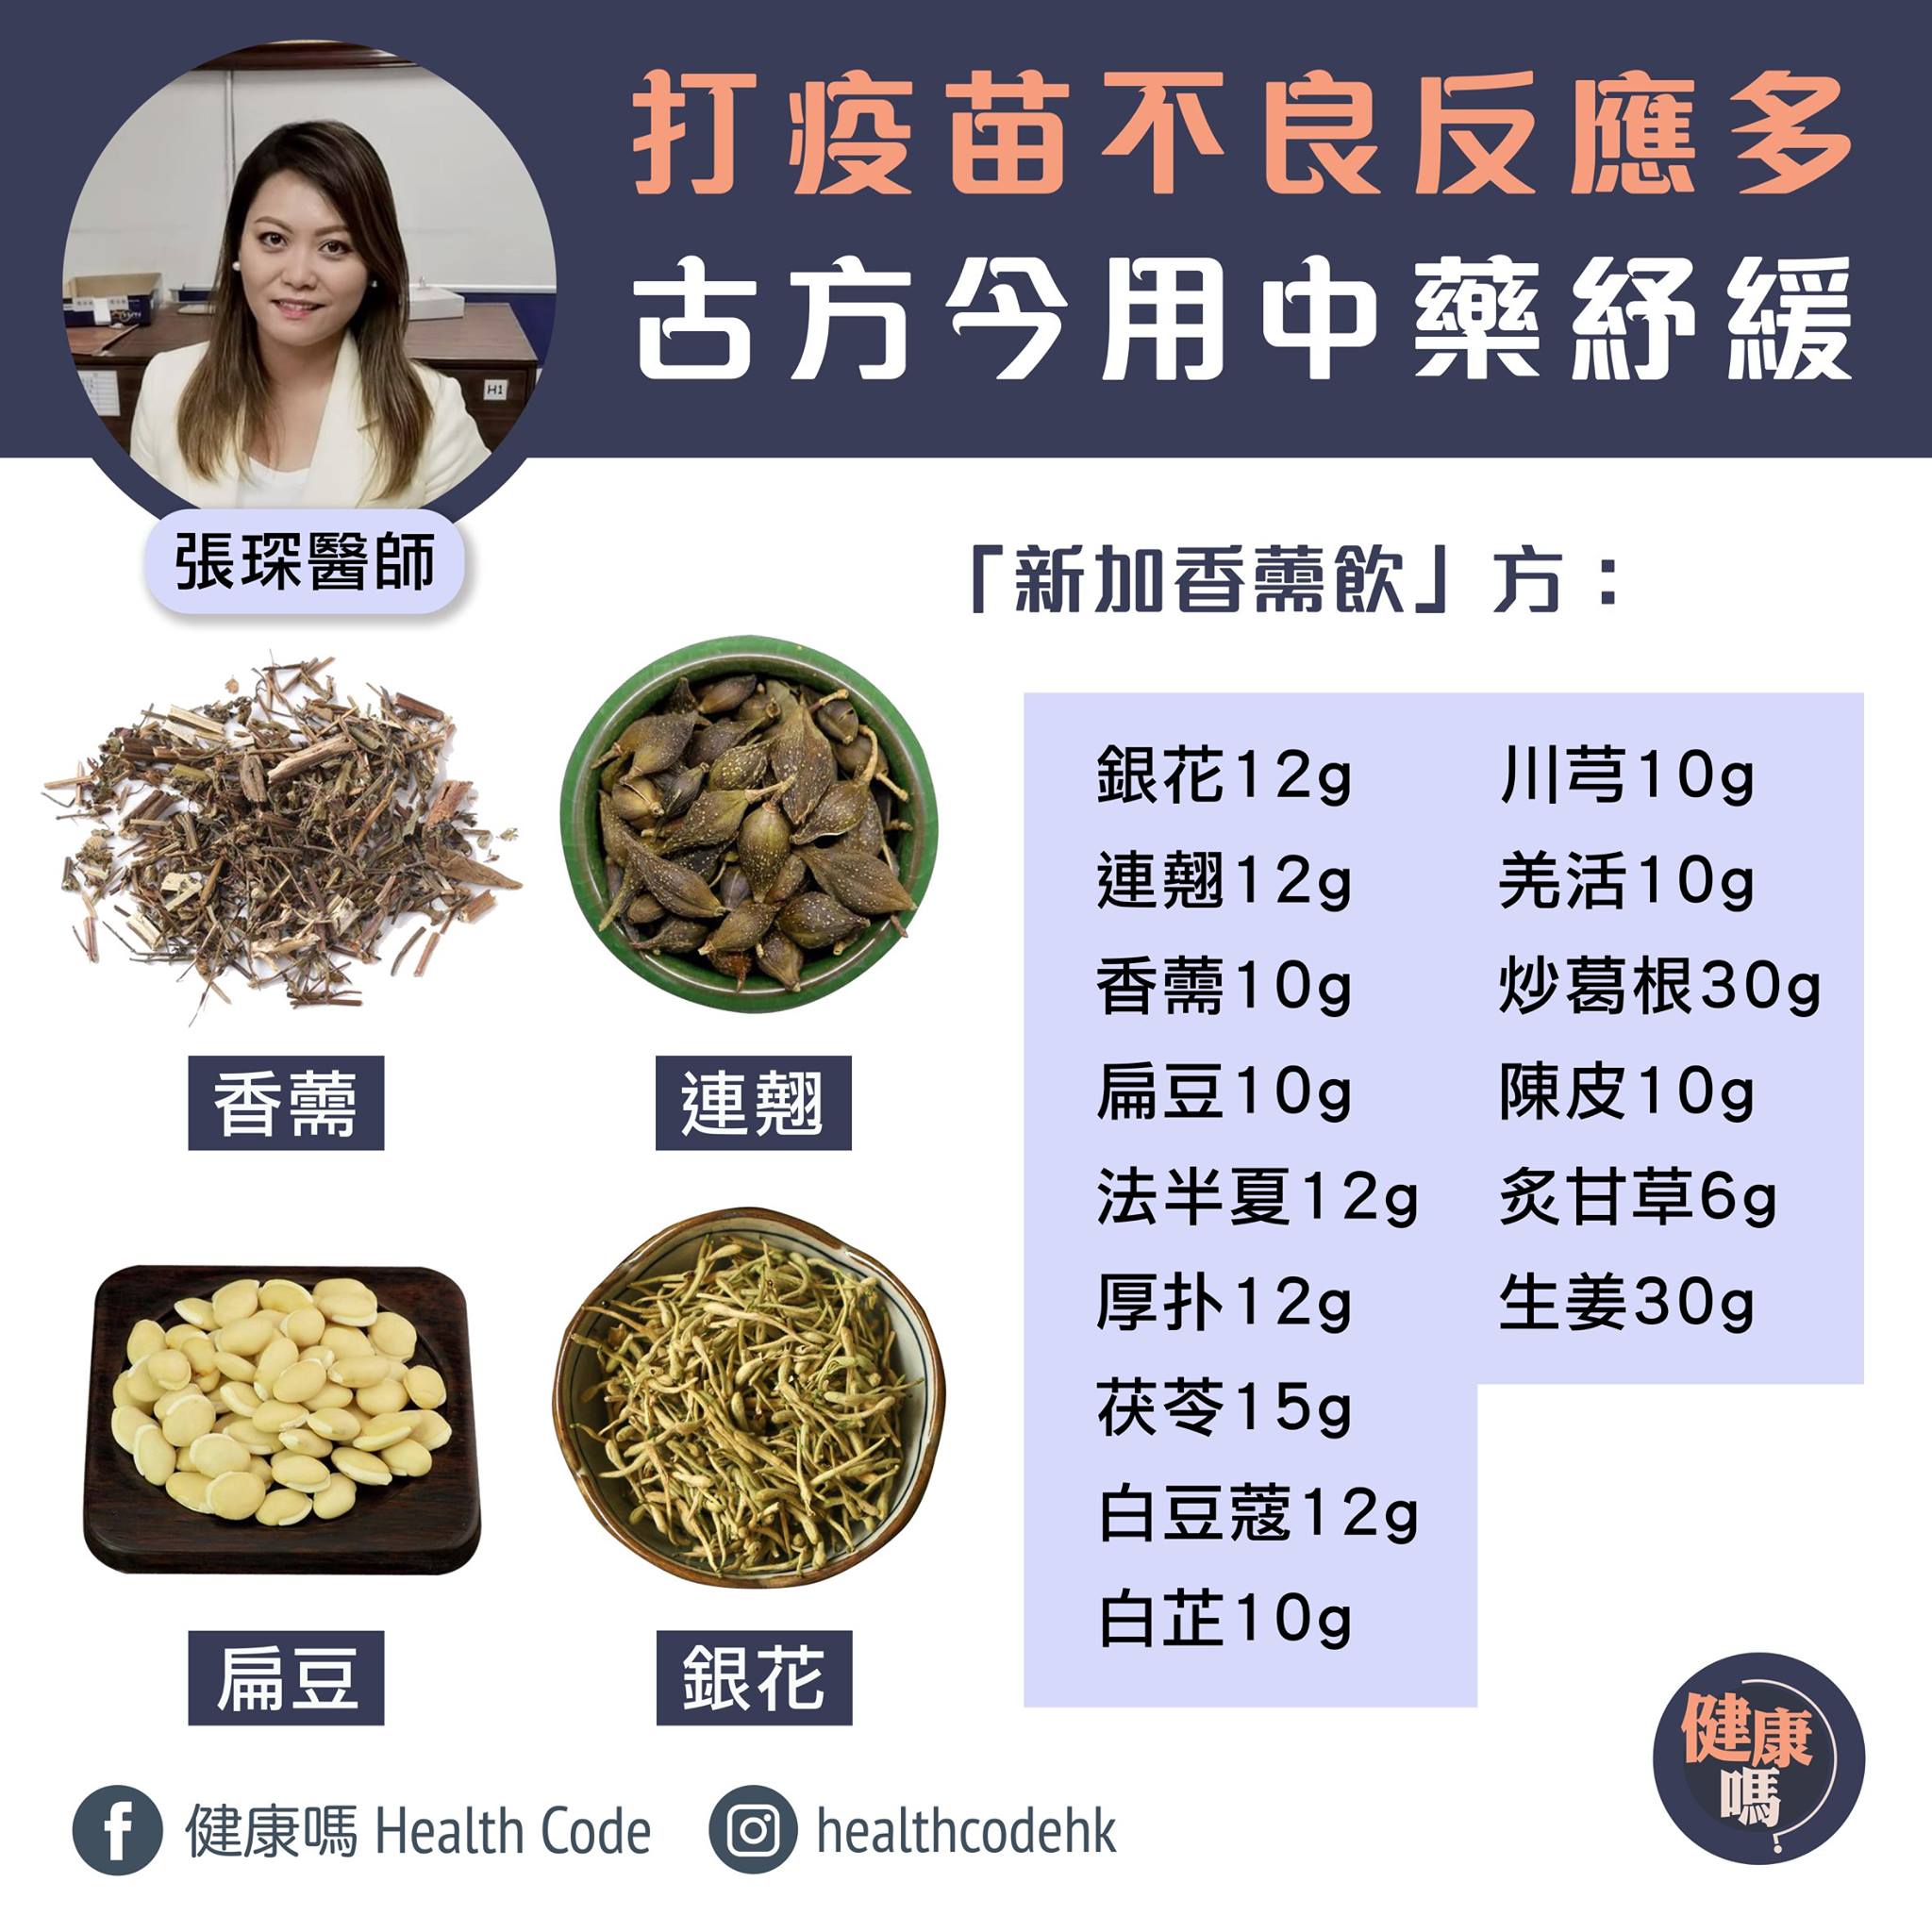 打疫苗不良反應多
古方今用中藥紓緩
H1
張琛醫師
「新加香薷飲」方：
香薷
連翹
扁豆
銀花
銀花12g
連翹12g
香薷10g
扁豆10g
法半夏12g
厚扑12g
茯苓15g
白豆蔻12g
白芷10g
川芎10g
羌活10g
炒葛根30g
陳皮10g
炙甘草6g
生姜30g
健康嗎 Health Code
healthcodehk
健康
嗎?